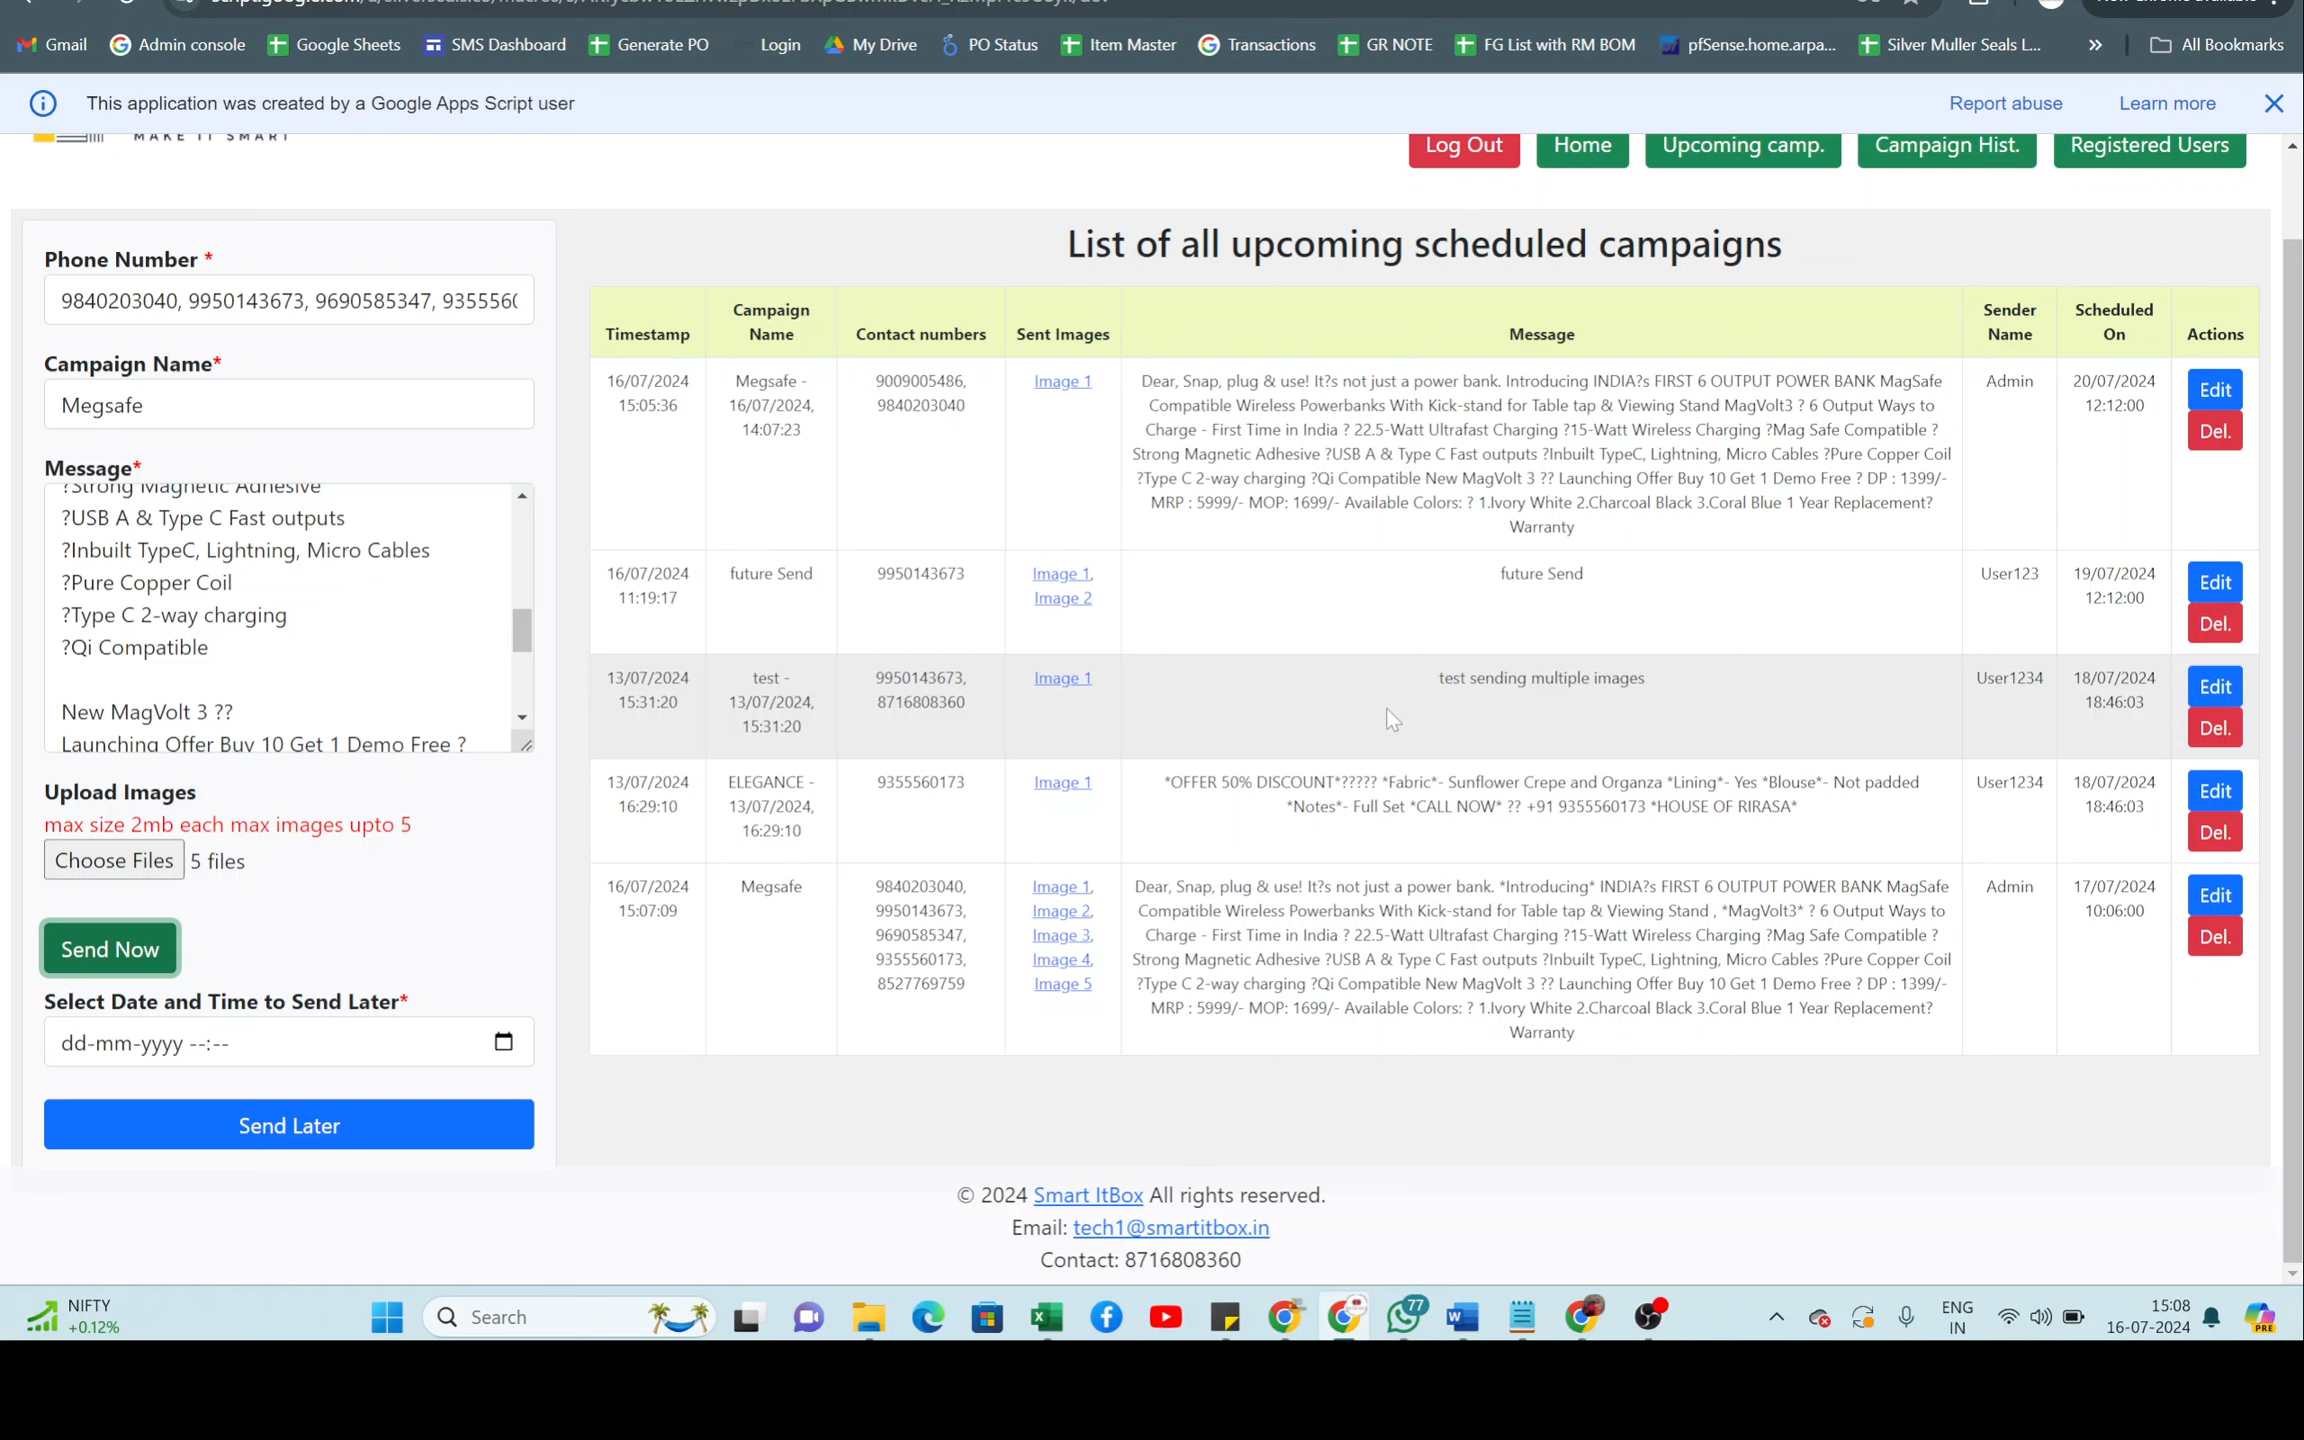 Gmail Admin console Google Sheets SMS Dashboard Generate PO Login My Drive PO Status Item Master Transactions GR NOTE FG List with RM BOM pfSense.home.arpa... Silver Muller Seals L... » All Bookmarks
This application was created by a Google Apps Script user Report abuse Learn more
MAKE IT SMART
Log Out Home Upcoming camp. Campaign Hist. Registered Users
Phone Number *
9840203040, 9950143673, 9690585347, 9355560
Campaign Name*
Megsafe
Message*
?Strong Magnetic Adhesive
?USB A & Type C Fast outputs
?Inbuilt TypeC, Lightning, Micro Cables
?Pure Copper Coil
?Type C 2-way charging
?Qi Compatible
New MagVolt 3 ??
Launching Offer Buy 10 Get 1 Demo Free ?
Upload Images
max size 2mb each max images upto 5
Choose Files 5 files
Send Now
Select Date and Time to Send Later*
dd-mm-yyyy --:--
Send Later
List of all upcoming scheduled campaigns
Timestamp Campaign Name Contact numbers Sent Images Message Sender Name Scheduled On Actions
16/07/2024 Megsafe - 9009005486, Image 1 Dear, Snap, plug & use! It?s not just a power bank. Introducing INDIA?s FIRST 6 OUTPUT POWER BANK MagSafe Admin 20/07/2024 Edit
15:05:36 16/07/2024, 9840203040 Compatible Wireless Powerbanks With Kick-stand for Table tap & Viewing Stand MagVolt3 ? 6 Output Ways to 12:12:00
14:07:23 Charge - First Time in India ? 22.5-Watt Ultrafast Charging ?15-Watt Wireless Charging ?Mag Safe Compatible ? Del.
Strong Magnetic Adhesive ?USB A & Type C Fast outputs ?Inbuilt TypeC, Lightning, Micro Cables ?Pure Copper Coil
?Type C 2-way charging ?Qi Compatible New MagVolt 3 ?? Launching Offer Buy 10 Get 1 Demo Free ? DP : 1399/-
MRP : 5999/- MOP: 1699/- Available Colors: ? 1.Ivory White 2.Charcoal Black 3.Coral Blue 1 Year Replacement?
Warranty
16/07/2024 future Send 9950143673 Image 1, future Send User123 19/07/2024 Edit
11:19:17 Image 2 12:12:00 Del.
13/07/2024 test - 9950143673, Image 1 test sending multiple images User1234 18/07/2024 Edit
15:31:20 13/07/2024, 8716808360 18:46:03
15:31:20 Del.
13/07/2024 ELEGANCE - 9355560173 Image 1 *OFFER 50% DISCOUNT*????? *Fabric*- Sunflower Crepe and Organza *Lining*- Yes *Blouse*- Not padded User1234 18/07/2024 Edit
16:29:10 13/07/2024, *Notes*- Full Set *CALL NOW* ?? +91 9355560173 *HOUSE OF RIRASA* 18:46:03
16:29:10 Del.
16/07/2024 Megsafe 9840203040, Image 1, Dear, Snap, plug & use! It?s not just a power bank. *Introducing* INDIA?s FIRST 6 OUTPUT POWER BANK MagSafe Admin 17/07/2024 Edit
15:07:09 9950143673, Image 2, Compatible Wireless Powerbanks With Kick-stand for Table tap & Viewing Stand , *MagVolt3* ? 6 Output Ways to 10:06:00
9690585347, Image 3, Charge - First Time in India ? 22.5-Watt Ultrafast Charging ?15-Watt Wireless Charging ?Mag Safe Compatible ? Del.
9355560173, Image 4, Strong Magnetic Adhesive ?USB A & Type C Fast outputs ?Inbuilt TypeC, Lightning, Micro Cables ?Pure Copper Coil
8527769759 Image 5 ?Type C 2-way charging ?Qi Compatible New MagVolt 3 ?? Launching Offer Buy 10 Get 1 Demo Free ? DP : 1399/-
MRP : 5999/- MOP: 1699/- Available Colors: ? 1.Ivory White 2.Charcoal Black 3.Coral Blue 1 Year Replacement?
Warranty
© 2024 Smart ItBox All rights reserved.
Email: tech1@smartitbox.in
Contact: 8716808360
NIFTY
+0.12%
Search
77
ENG
IN
15:08
16-07-2024
PRE